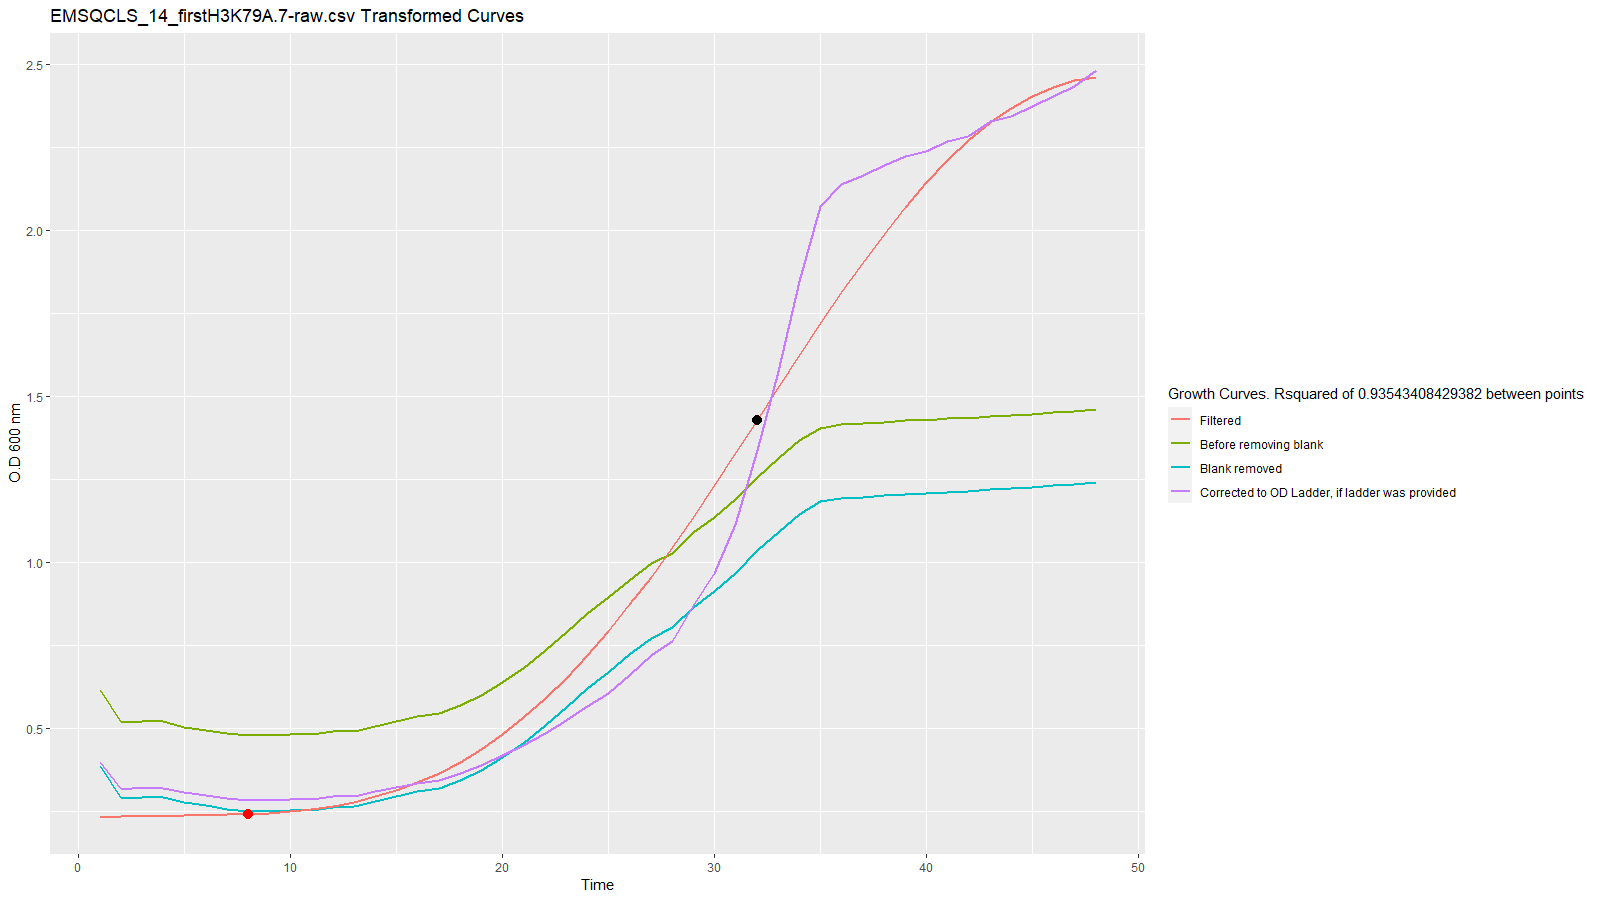 EMSQCLS_14_firstH3K79A.7-raw.csv Transformed Curves
2.5
2.0
1.5
1.0
0.5
O.D 600 nm
0
10
20
30
40
50
Time
Growth Curves. Rsquared of 0.93543408429382 between points
Filtered
Before removing blank
Blank removed
Corrected to OD Ladder, if ladder was provided